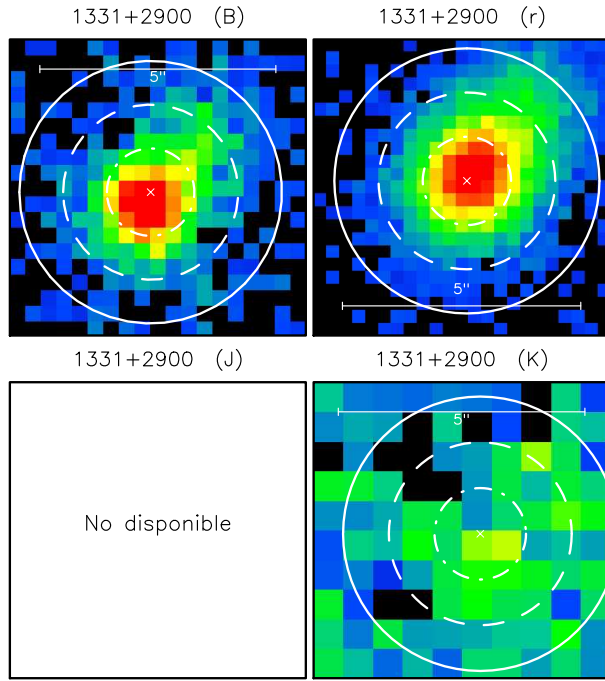 1331+2900 (B)
1331+2900 (r)
5"
5"
1331+2900 (J)
1331+2900 (K)
No disponible
5"